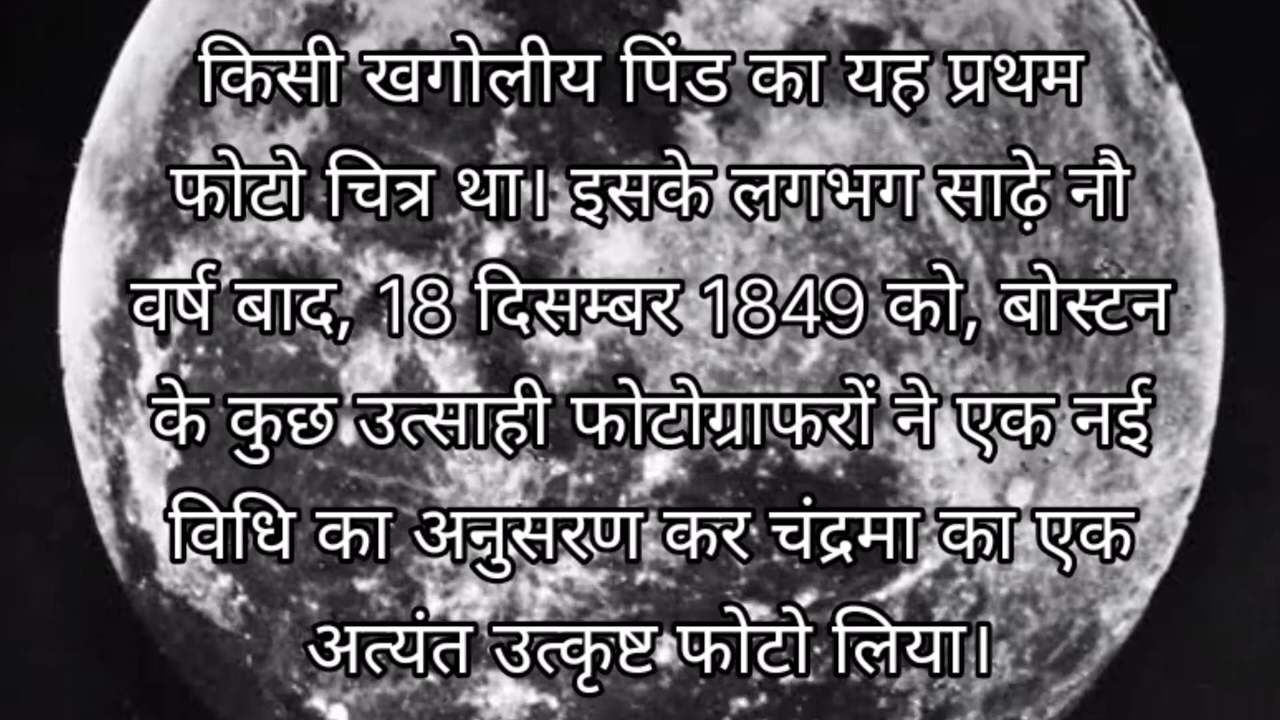 किसी खगोलीय पिंड का यह प्रथम
फोटो चित्र था। इसके लगभग साढ़े नौ
वर्ष बाद, 18 दिसम्बर 1849 को, बोस्टन
के कुछ उत्साही फोटोग्राफरों ने एक नई
विधि का अनुसरण कर चंद्रमा का एक
अत्यंत उत्कृष्ट फोटो लिया।